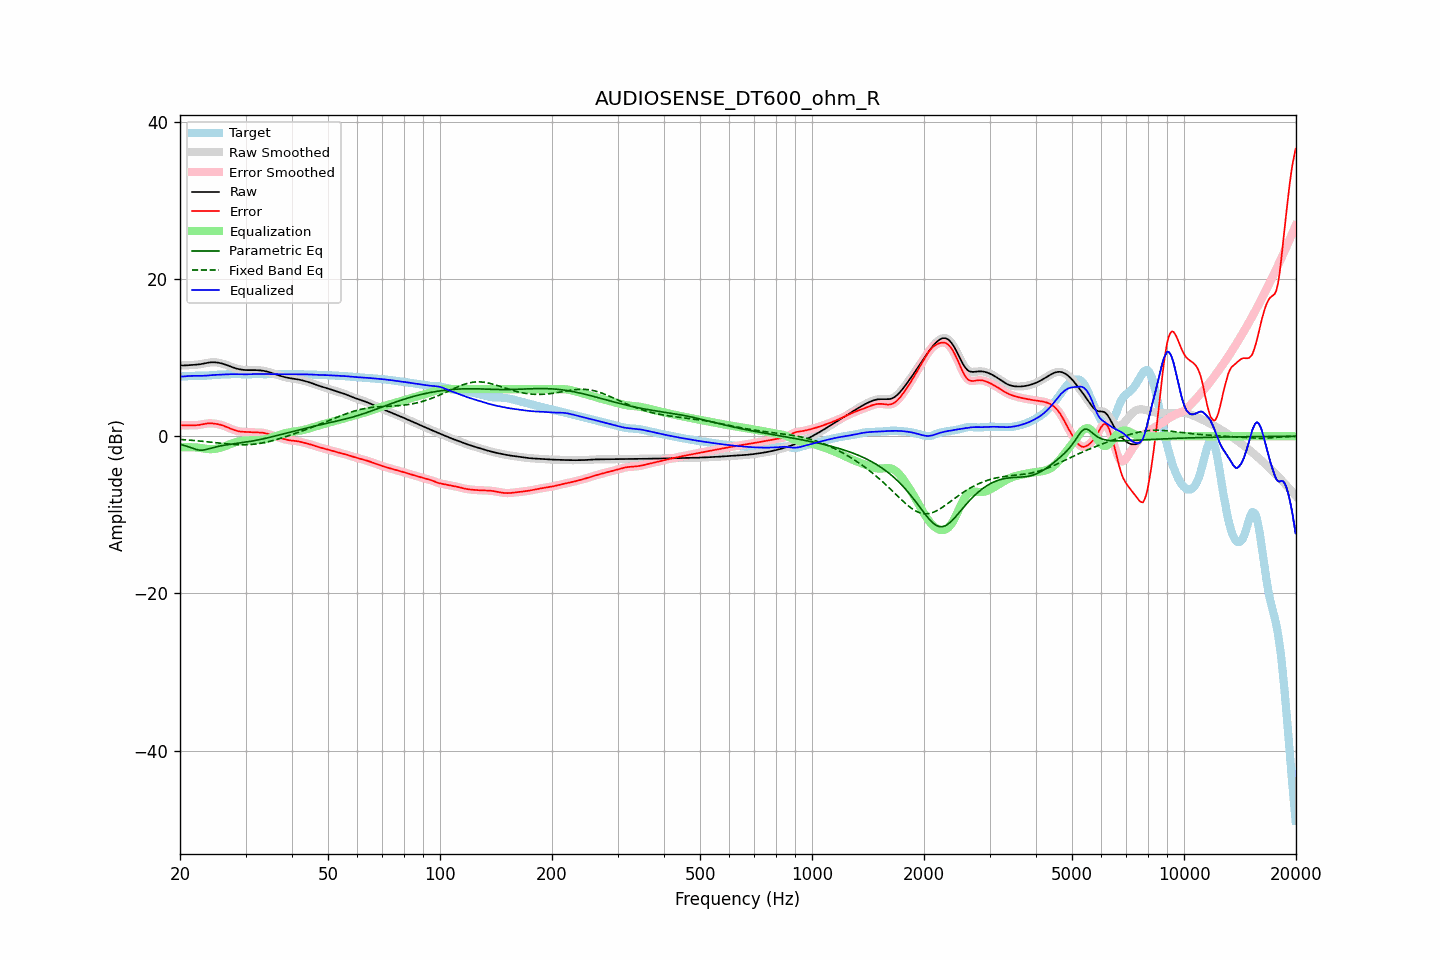 AUDIOSENSE_DT600_ohm_R
Target
Raw Smoothed
Error Smoothed
Raw
Error
Equalization
Parametric Eq
Fixed Band Eq
Equalized
40
20
0
−20
−40
Amplitude (dBr)
20
50
100
200
500
1000
2000
5000
10000
20000
Frequency (Hz)